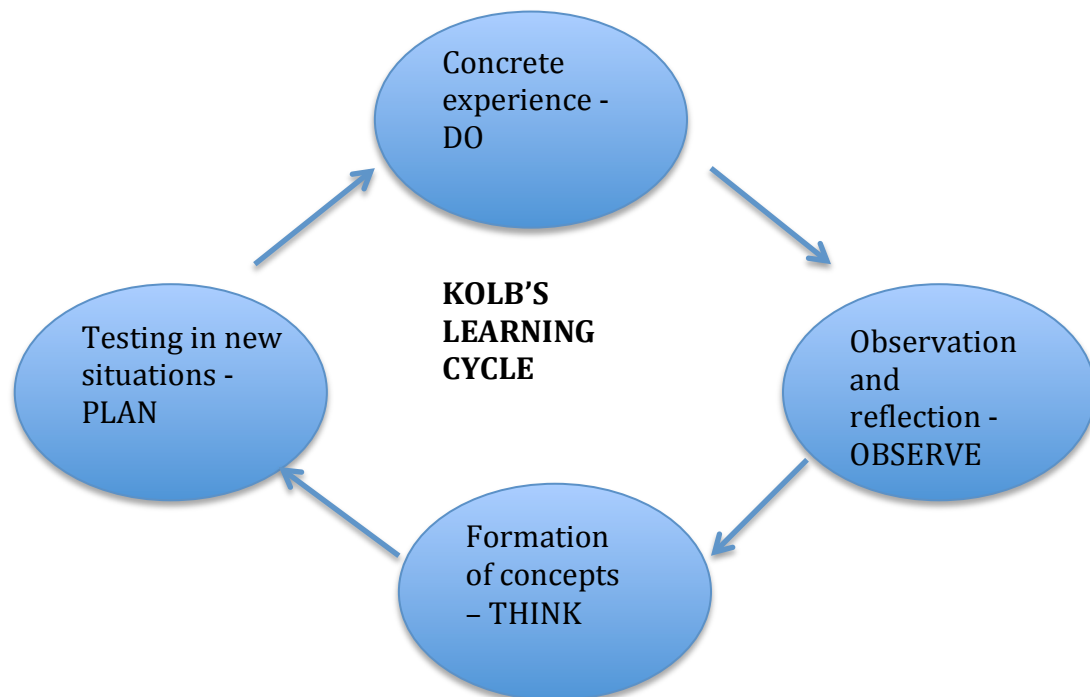 Concrete
experience -
DO
KOLB’S
LEARNING
CYCLE
Testing in new
situations -
PLAN
Observation
and
reflection -
OBSERVE
Formation
of concepts
– THINK